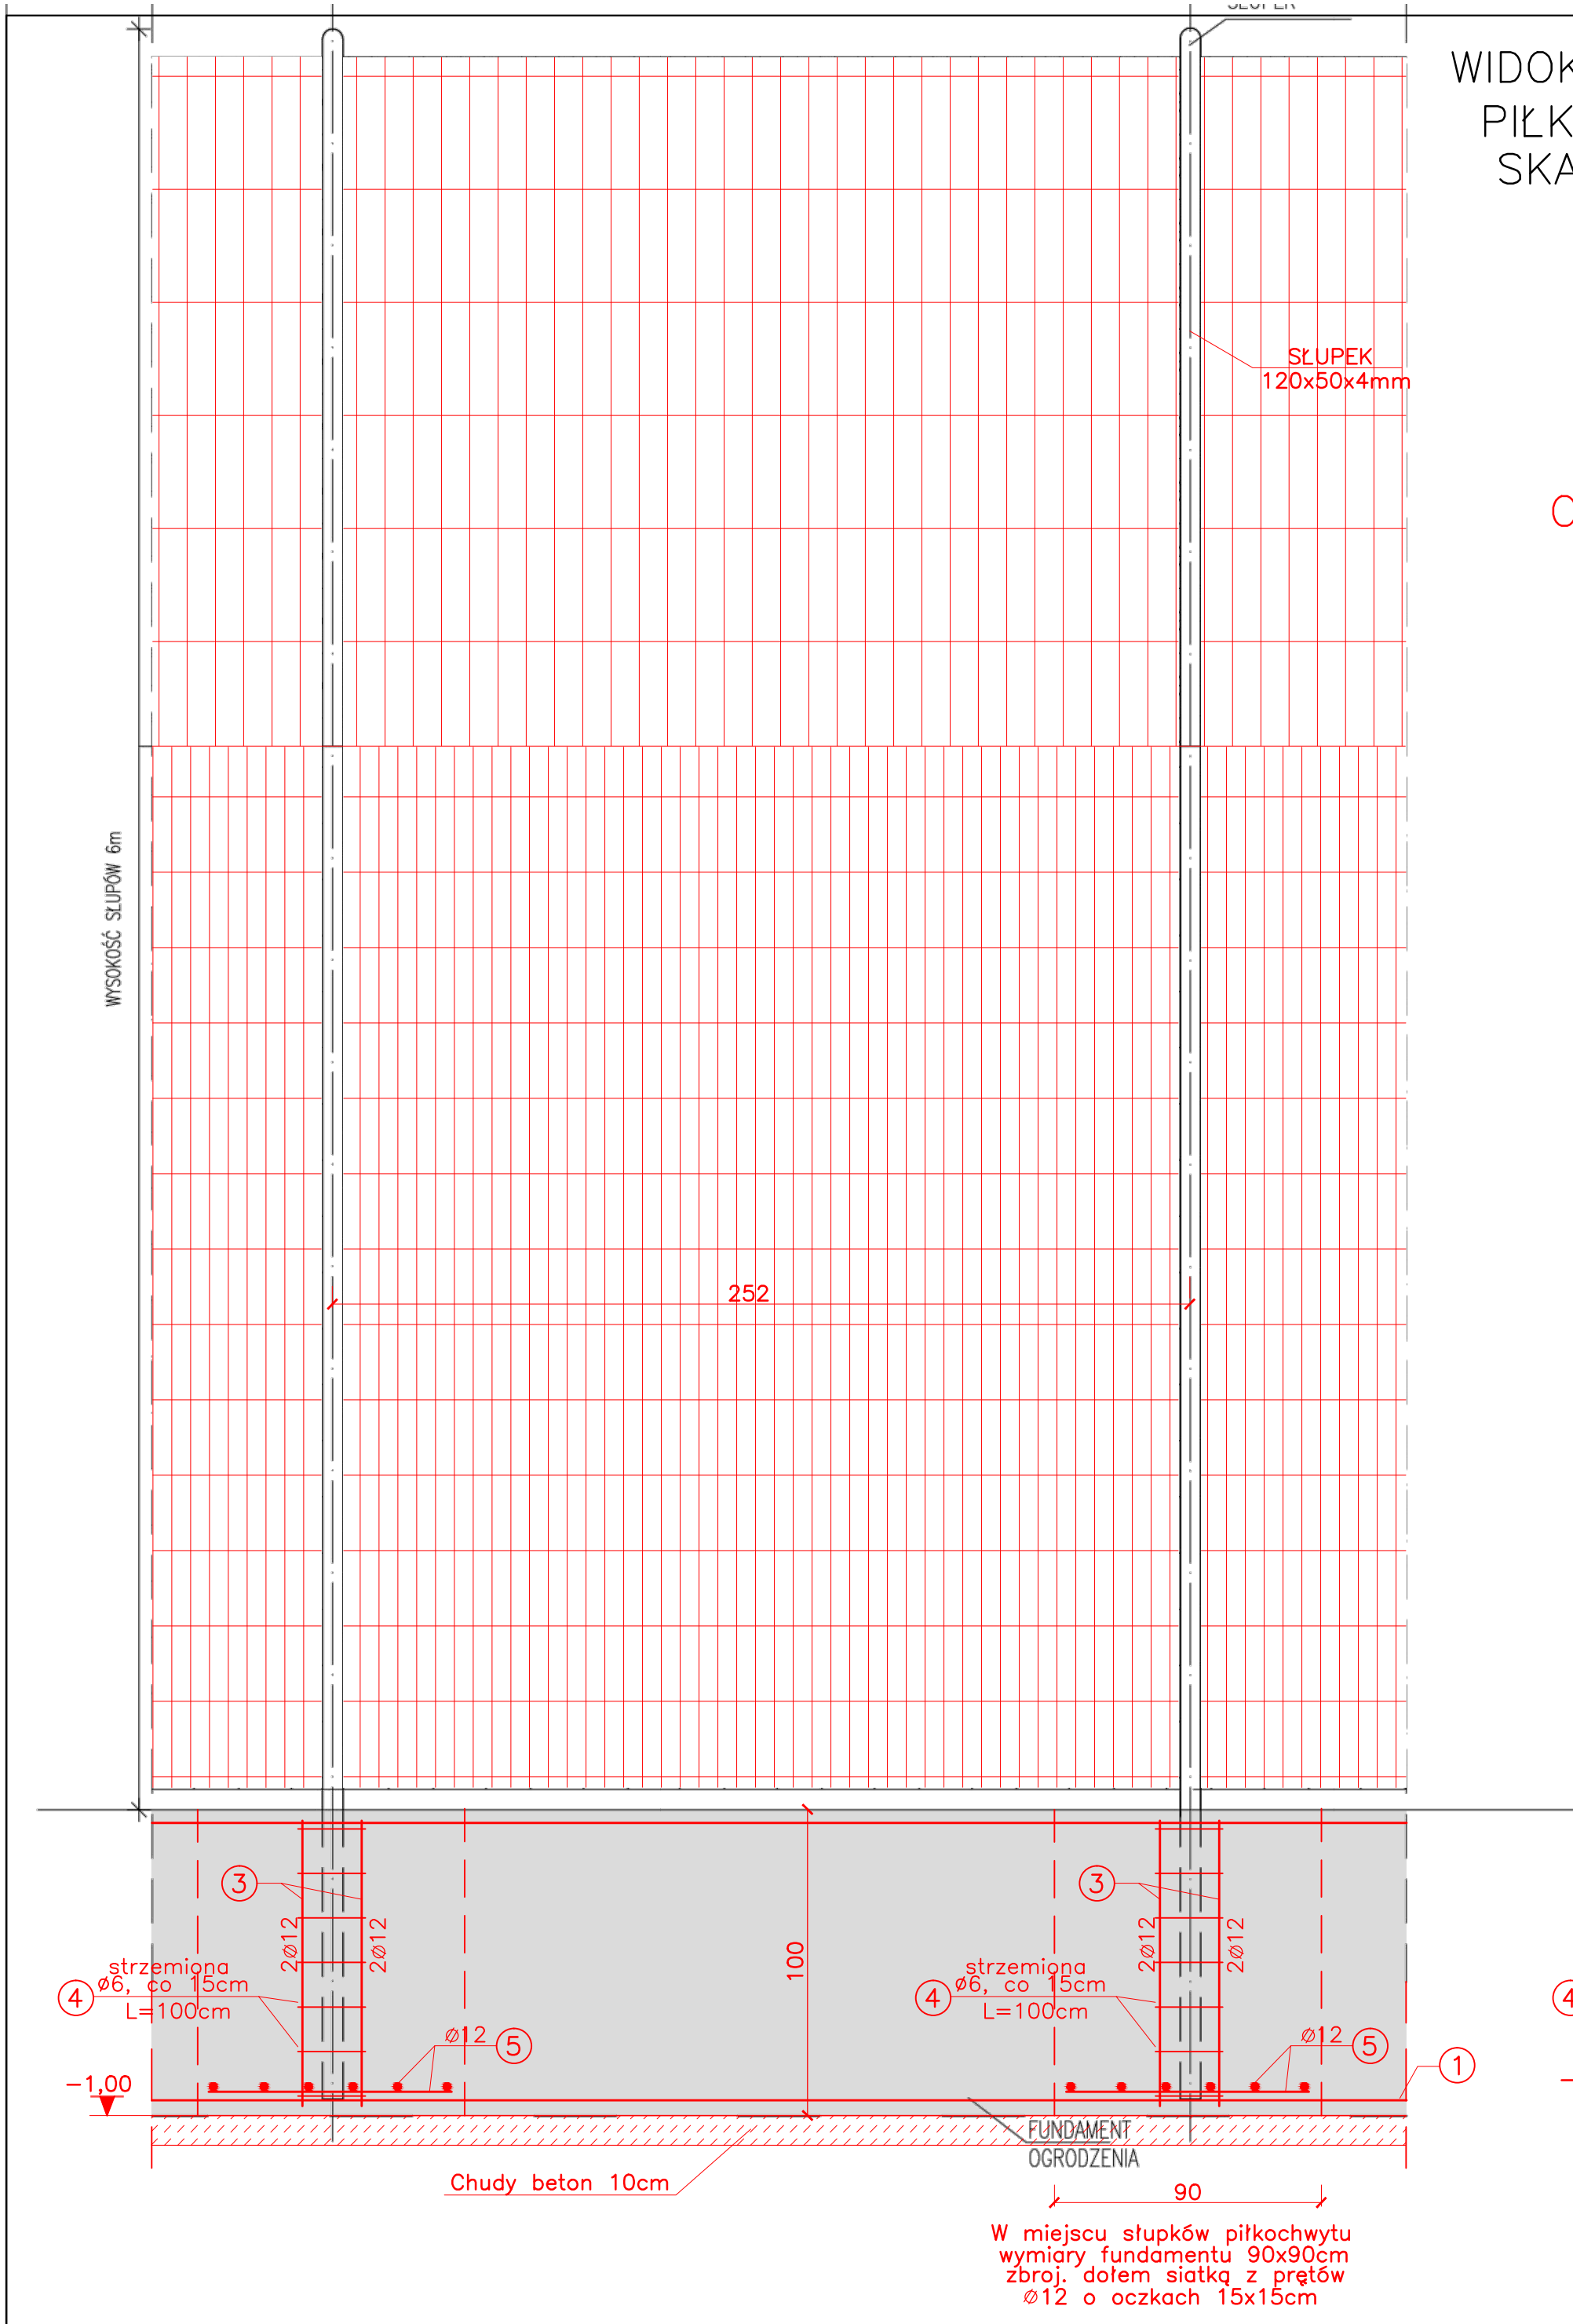 WIDOK
PIŁK
SKA
SŁUPEK
120x50x4mm
WYSOKOŚĆ SŁUPÓW 6m
252
3
2ø12
2ø12
strzemiona
4 ø6, co 15cm
L=100cm
ø12 5
-1,00
100
3
2ø12
2ø12
strzemiona
4 ø6, co 15cm
L=100cm
ø12 5
1
4
FUNDAMENT
OGRODZENIA
Chudy beton 10cm
90
W miejscu słupków piłkochwytu
wymiary fundamentu 90x90cm
zbroj. dołem siatką z prętów
ø12 o oczkach 15x15cm